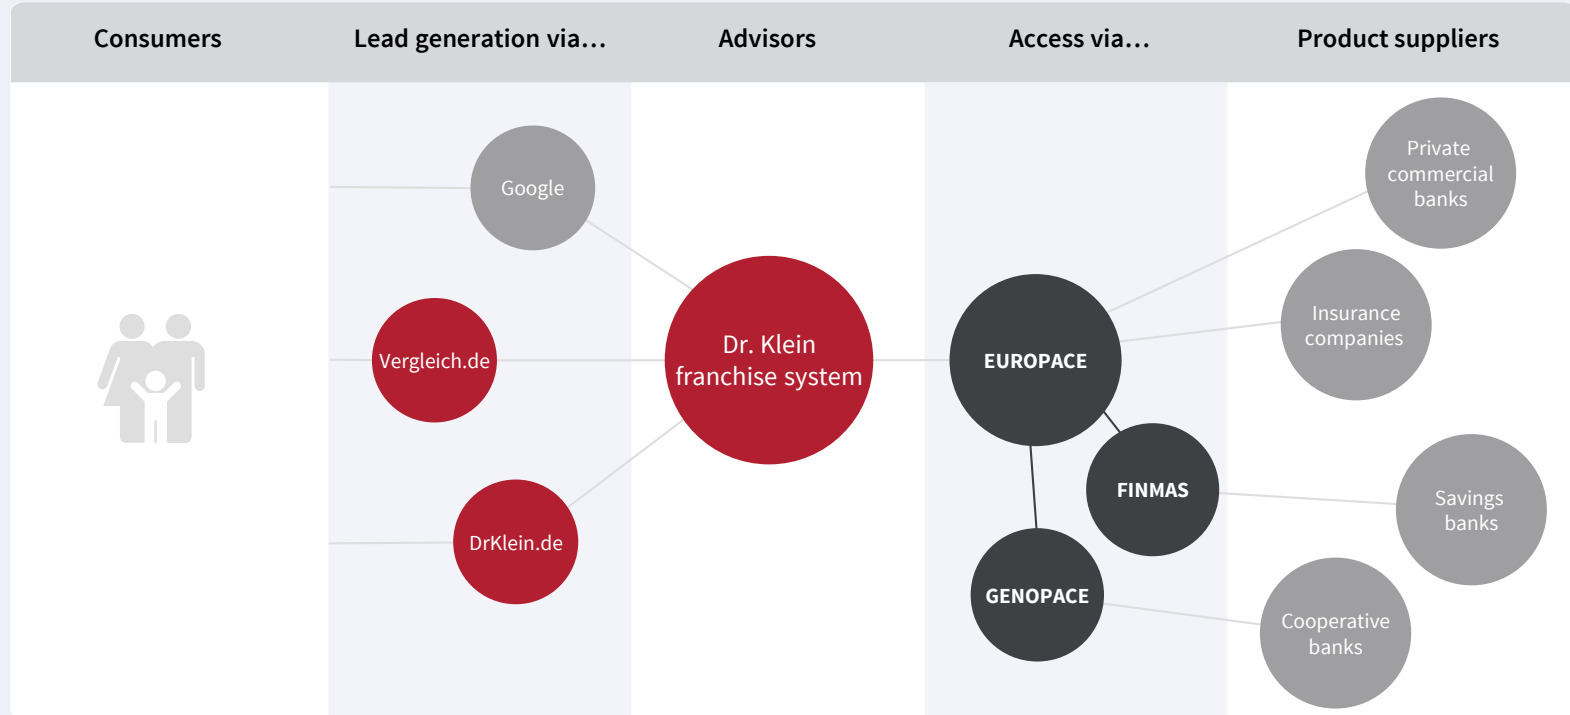 Consumers
Lead generation via…
Advisors
Access via…
Product suppliers
Google
Vergleich.de
DrKlein.de
Dr. Klein
franchise system
EUROPACE
FINMAS
GENOPACE
Private
commercial
banks
Insurance
companies
Savings
banks
Cooperative
banks